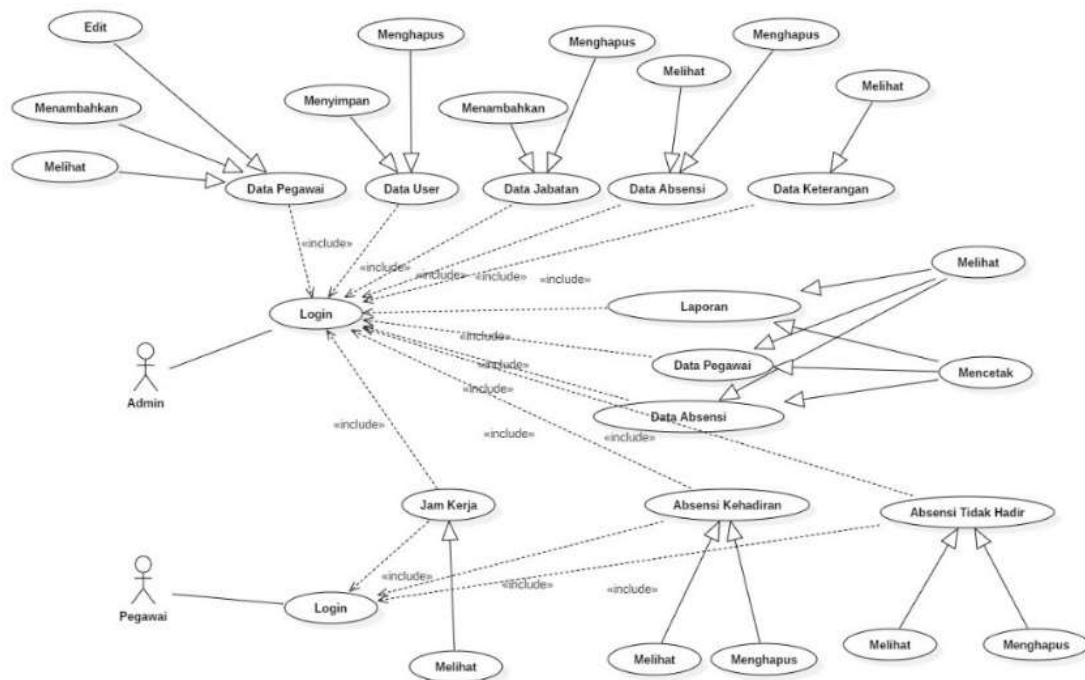 Edit
Menghapus
Menghapus
Menghapus
Melihat
Melihat
Menambahkan
Menyimpan
Menambahkan
Melihat
Data Pegawai
Data User
Data Jabatan
Data Absensi
Data Keterangan
«include»
«include»
«include»
«include»
«include»
Melihat
Login
Laporan
«include»
«include»
Data Pegawai
Mencetak
Admin
«include»
Data Absensi
«include»
«include»
«include»
Jam Kerja
Absensi Kehadiran
Absensi Tidak Hadir
«include»
«include»
«include»
Pegawai
Login
Melihat
Melihat
Menghapus
Melihat
Menghapus